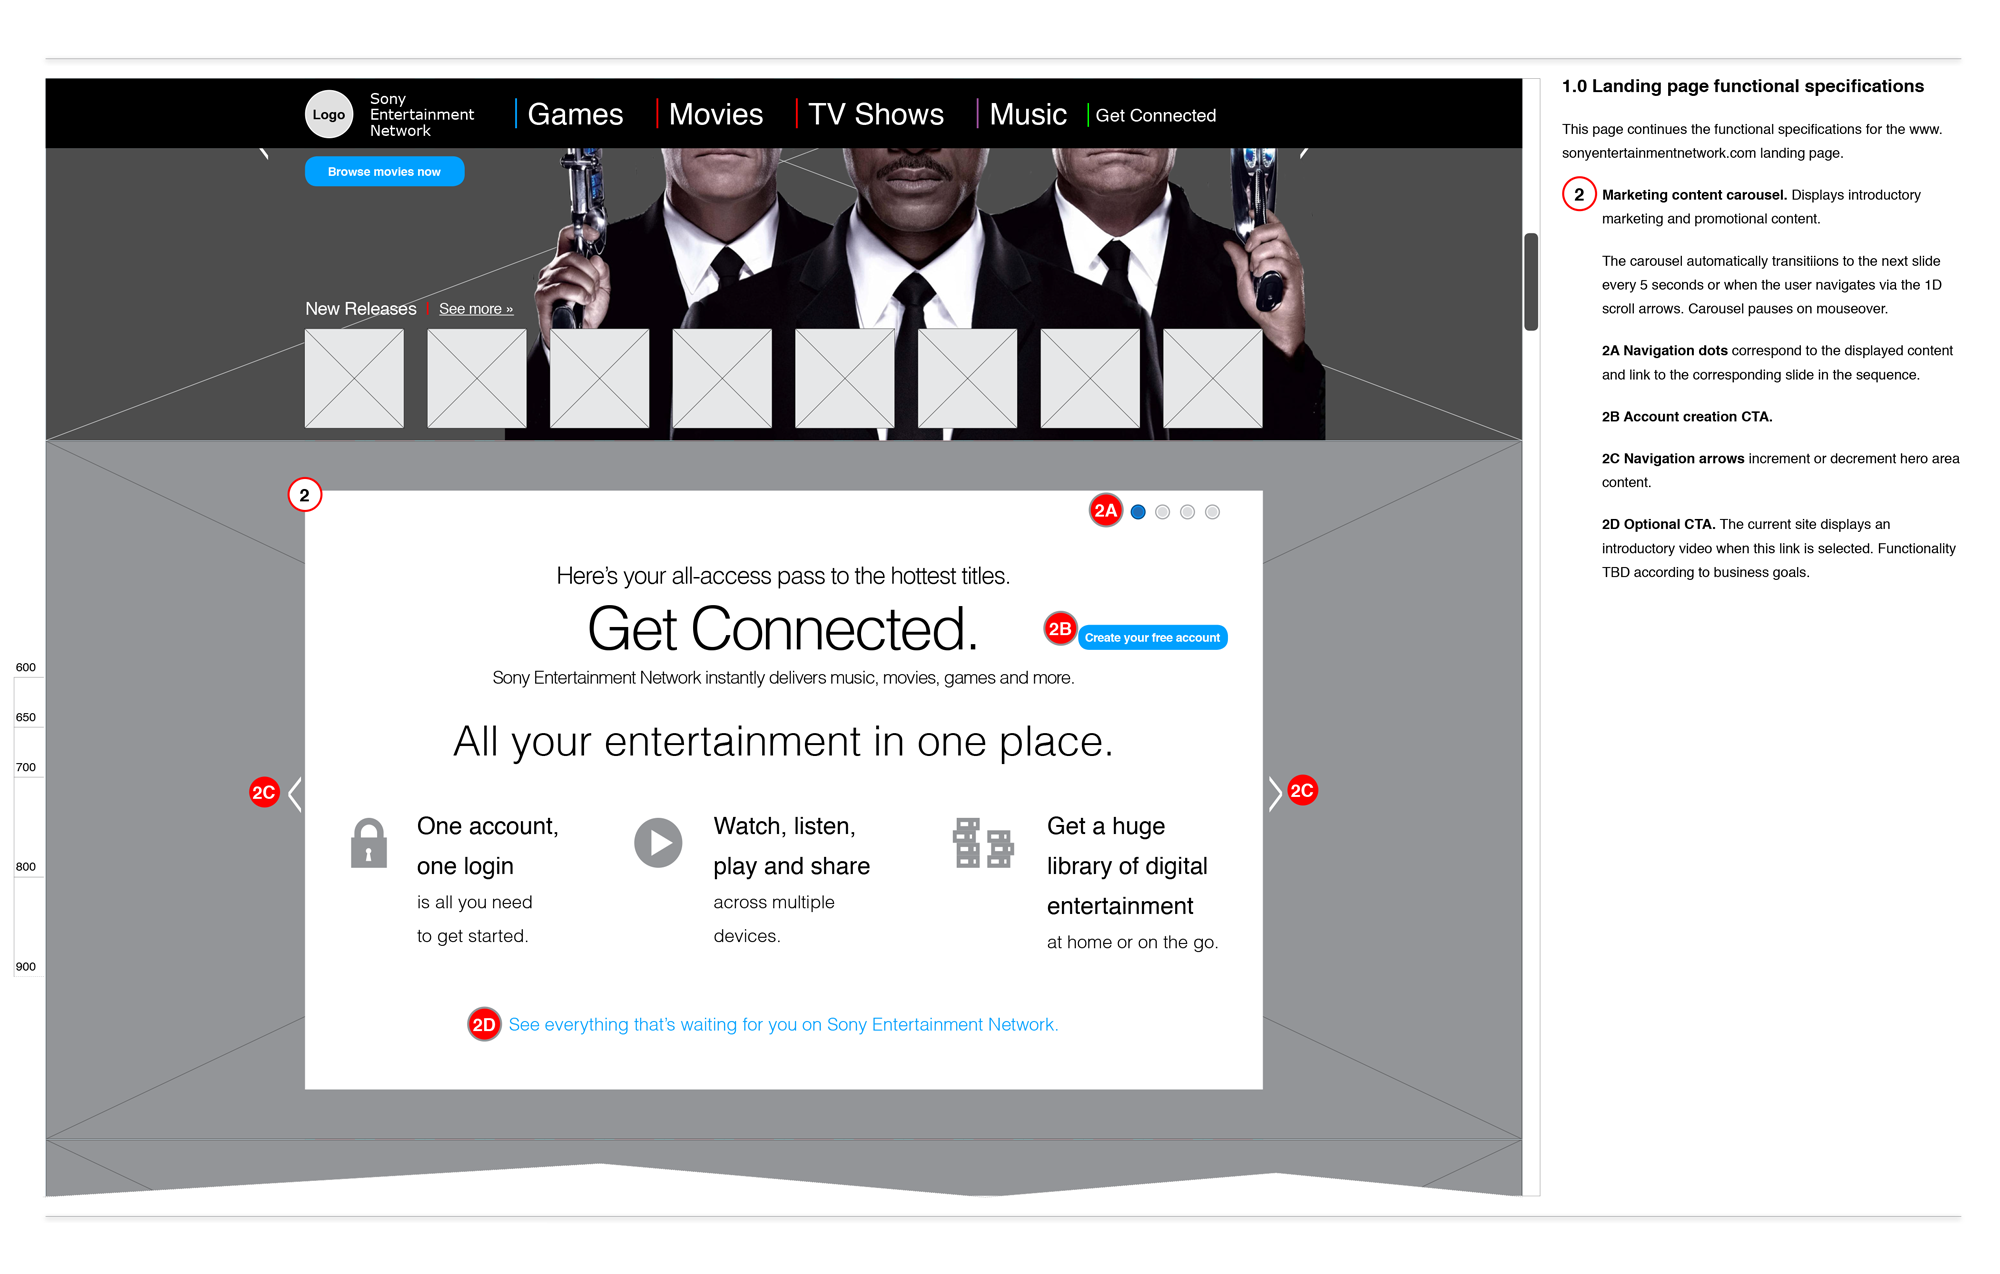 Logo
Sony
Entertainment
Network
Games
Movies
TV Shows
Music
Get Connected
Browse movies now
New Releases
See more »
2
2A
Here’s your all-access pass to the hottest titles.
Get Connected.
2B
Create your free account
Sony Entertainment Network instantly delivers music, movies, games and more.
All your entertainment in one place.
2C
2C
One account,
one login
is all you need
to get started.
Watch, listen,
play and share
across multiple
devices.
Get a huge
library of digital
entertainment
at home or on the go.
2D
See everything that’s waiting for you on Sony Entertainment Network.
600
650
700
800
900
1.0 Landing page functional specifications
This page continues the functional specifications for the www.
sonyentertainmentnetwork.com landing page.
2
Marketing content carousel. Displays introductory
marketing and promotional content.
The carousel automatically transitiions to the next slide
every 5 seconds or when the user navigates via the 1D
scroll arrows. Carousel pauses on mouseover.
2A Navigation dots correspond to the displayed content
and link to the corresponding slide in the sequence.
2B Account creation CTA.
2C Navigation arrows increment or decrement hero area
content.
2D Optional CTA. The current site displays an
introductory video when this link is selected. Functionality
TBD according to business goals.